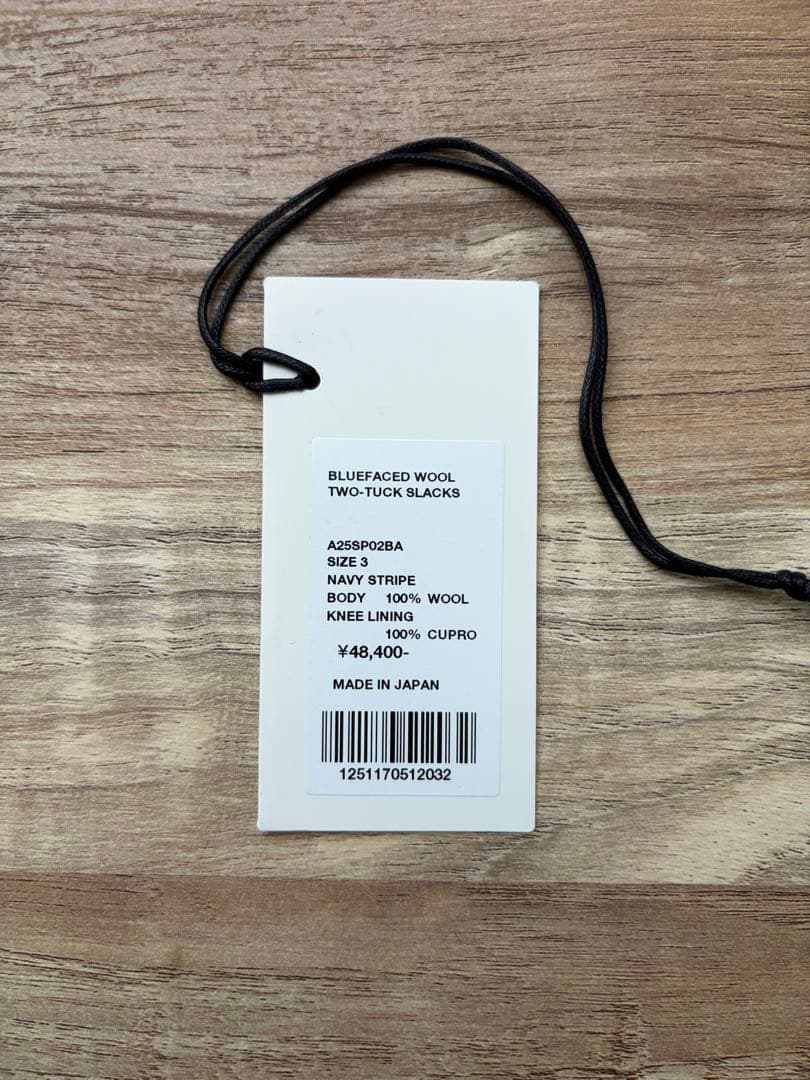 BLUEFACED WOOL
TWO-TUCK SLACKS
A25SP02BA
SIZE 3
NAVY STRIPE
BODY 100% WOOL
KNEE LINING
100% CUPRO
¥48,400-
MADE IN JAPAN
1251170512032